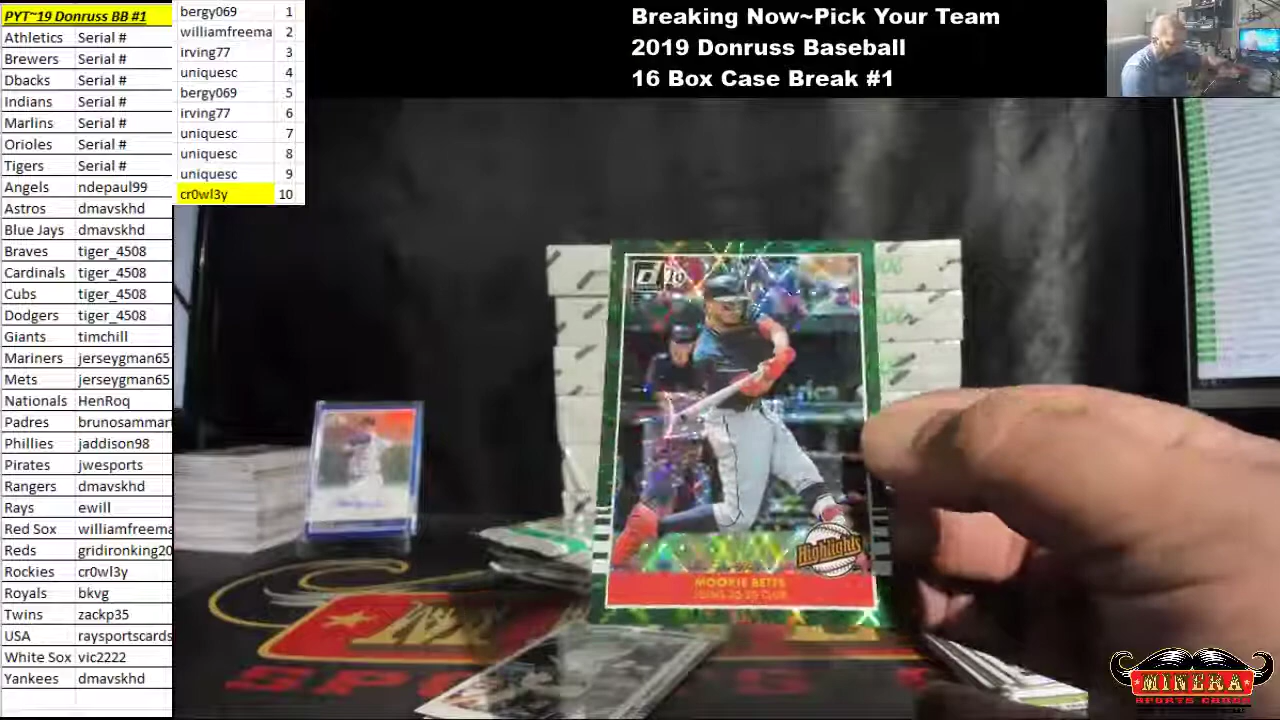 PYT~19 Donruss BB #1
Athletics Serial #
Brewers Serial #
Dbacks Serial #
Indians Serial #
Marlins Serial #
Orioles Serial #
Tigers Serial #
Angels ndepaul99
Astros dmavskhd
Blue Jays dmavskhd
Braves tiger_4508
Cardinals tiger_4508
Cubs tiger_4508
Dodgers tiger_4508
Giants timchill
Mariners jerseygman65
Mets jerseygman65
Nationals HenRoq
Padres brunosammar
Phillies jaddison98
Pirates jwesports
Rangers dmavskhd
Rays ewill
Red Sox williamfreema
Reds gridironking20
Rockies cr0wl3y
Royals bkvg
Twins zackp35
USA raysportscards
White Sox vic2222
Yankees dmavskhd
bergy069 1
williamfreema 2
irving77 3
uniquesc 4
bergy069 5
irving77 6
uniquesc 7
uniquesc 8
uniquesc 9
cr0wl3y 10
Breaking Now~Pick Your Team
2019 Donruss Baseball
16 Box Case Break #1
Highlights
MOOKIE BETTS
JOINS 30-30 CLUB
MINERA
SPORTS CARDS